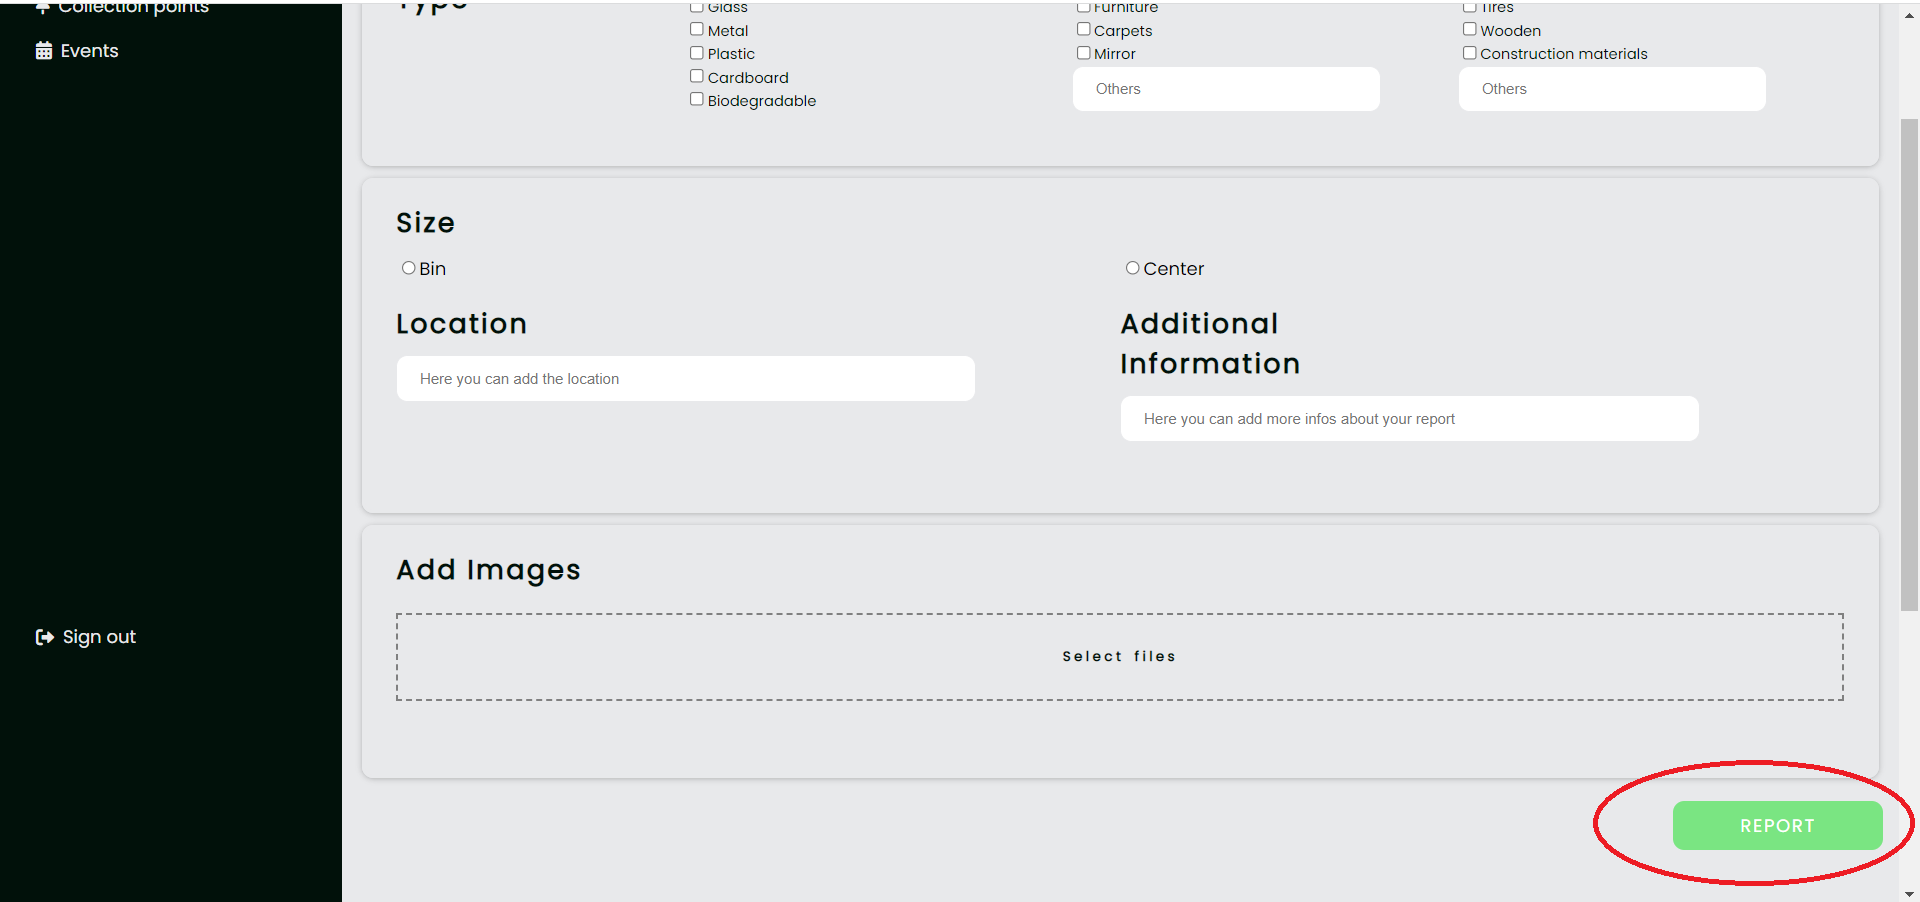 Collection points
Events
Sign out
Type
Glass
Metal
Plastic
Cardboard
Biodegradable
Furniture
Carpets
Mirror
Others
Tires
Wooden
Construction materials
Others
Size
Bin
Center
Location
Here you can add the location
Additional
Information
Here you can add more infos about your report
Add Images
Select files
REPORT